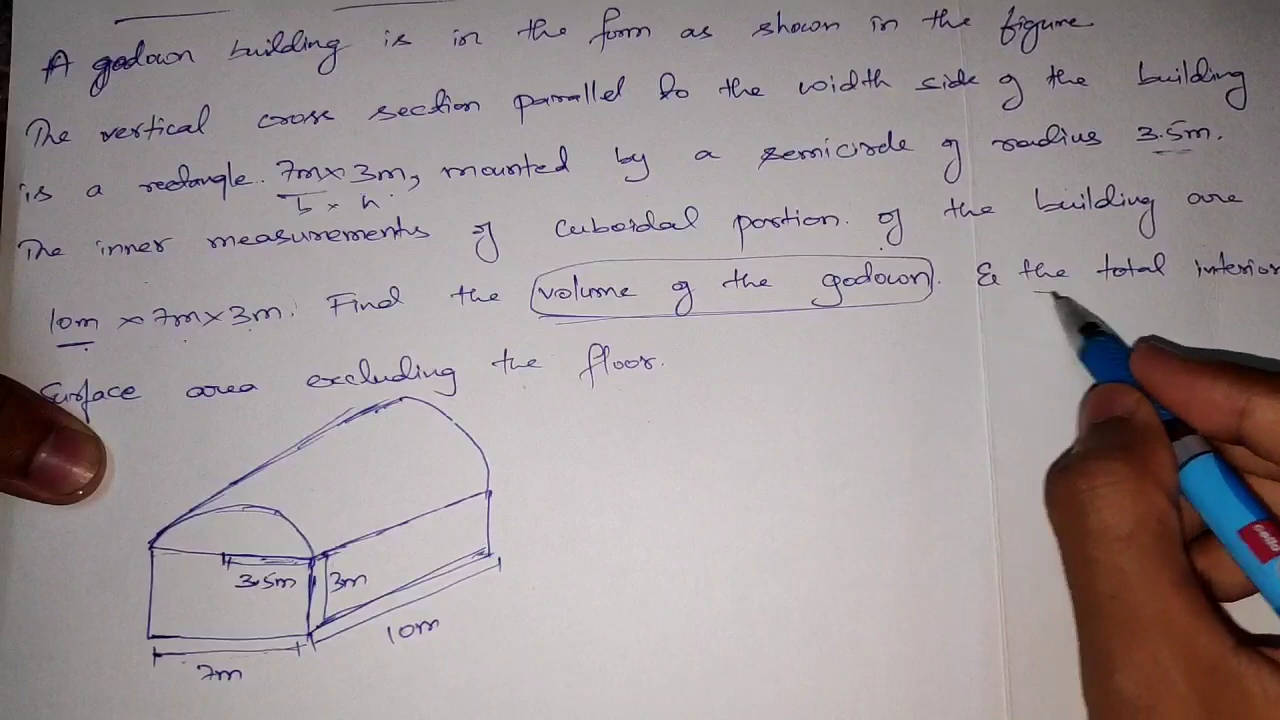 A godown building is in the form as shown in the figure
The vertical cross section parallel to the width side of the building
is a rectangle. 7m × 3m, mounted by a semicircle of radius 3.5m.
b × h
The inner measurements of cuboidal portion. of the building are
10m × 7m × 3m. Find the volume of the godown. & the total interior
surface area excluding the floor.
3.5m
3m
10m
7m
cello